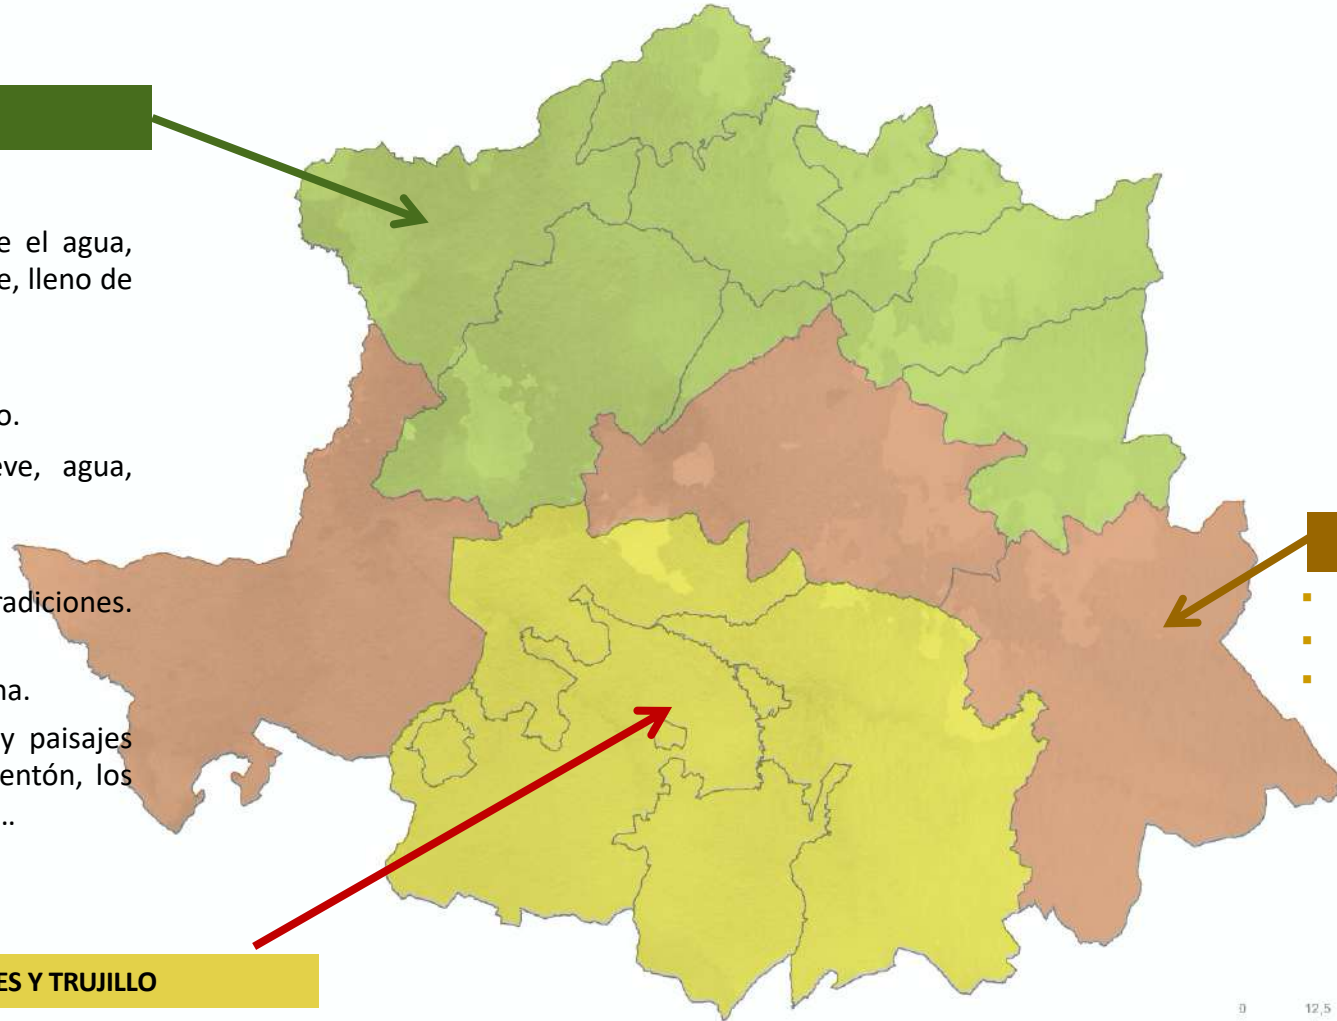 e el agua,
e, lleno de
o.
eve, agua,
radiciones.
na.
y paisajes
entón, los
..
ES Y TRUJILLO
0 12,5